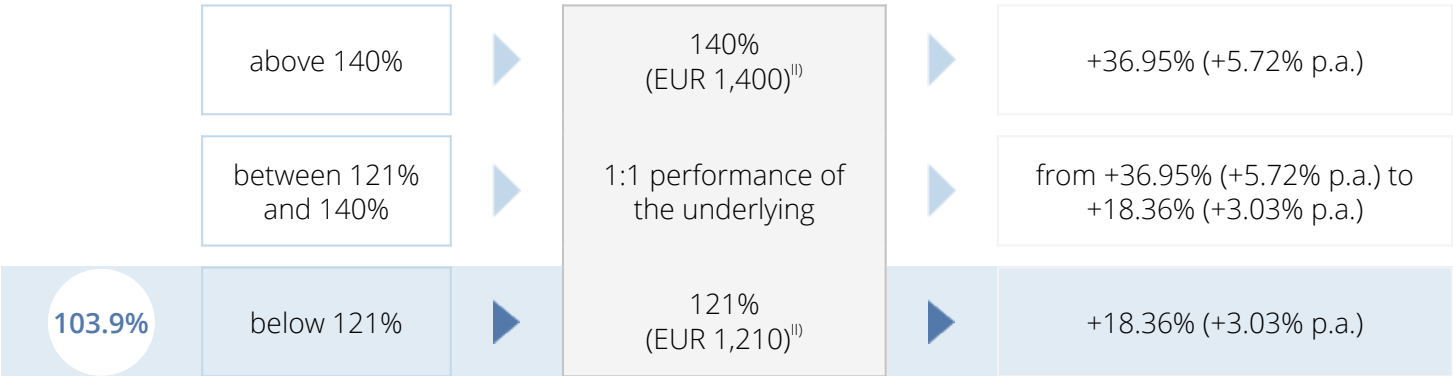 above 140%
140%
(EUR 1,400)II)
+36.95% (+5.72% p.a.)
between 121%
and 140%
1:1 performance of
the underlying
from +36.95% (+5.72% p.a.) to
+18.36% (+3.03% p.a.)
103.9%
below 121%
121%
(EUR 1,210)II)
+18.36% (+3.03% p.a.)